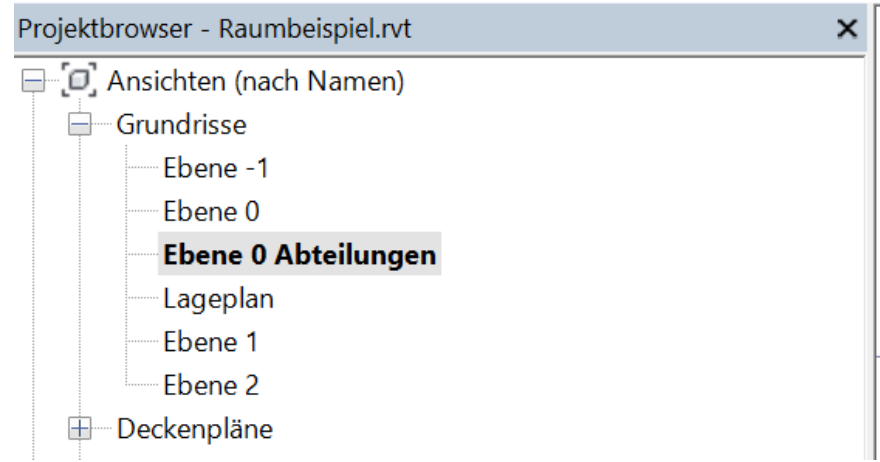 Projektbrowser - Raumbeispiel.rvt
Ansichten (nach Namen)
Grundrisse
Ebene -1
Ebene 0
Ebene 0 Abteilungen
Lageplan
Ebene 1
Ebene 2
Deckenpläne